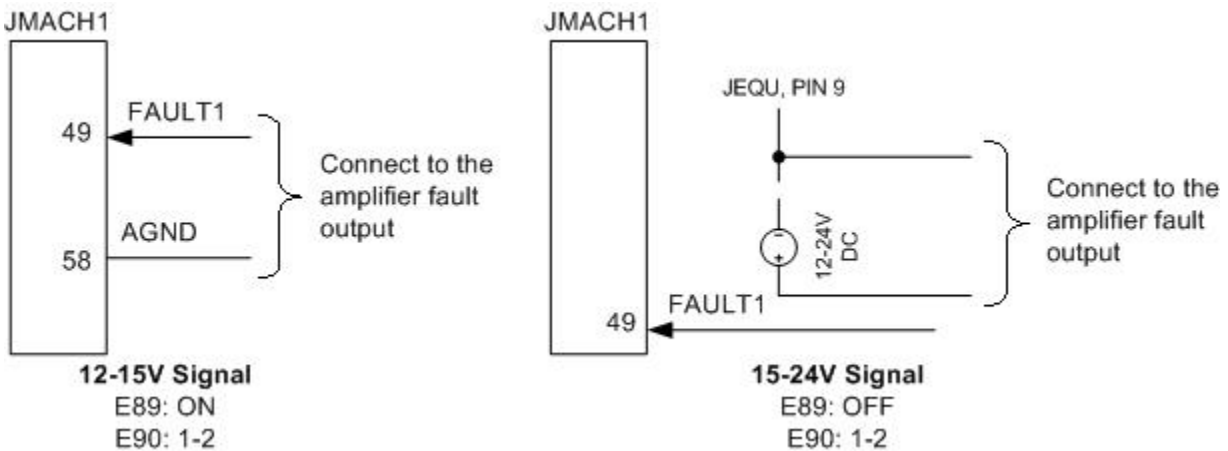 JMACH1
49
FAULT1
58
AGND
Connect to the
amplifier fault
output
12-15V Signal
E89: ON
E90: 1-2
JMACH1
JEQU, PIN 9
-
+
12-24V
DC
49
FAULT1
Connect to the
amplifier fault
output
15-24V Signal
E89: OFF
E90: 1-2